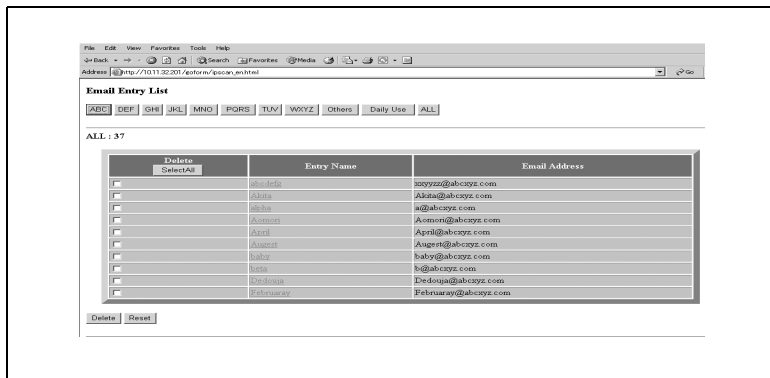 File Edit View Favorites Tools Help
Back Search Favorites Media
Address http://10.11.32.201/goform/ipscan_en.html Go
Email Entry List
ABC DEF GHI JKL MNO PQRS TUV WXYZ Others Daily Use ALL
ALL : 37
Delete SelectAll Entry Name Email Address
abcdefz xxyyzz@abcxyz.com
Akita Akita@abcxyz.com
alpha a@abcxyz.com
Aomori Aomori@abcxyz.com
April April@abcxyz.com
Augest Augest@abcxyz.com
baby baby@abcxyz.com
beta b@abcxyz.com
Dedouja Dedouja@abcxyz.com
Februaray Februaray@abcxyz.com
Delete Reset